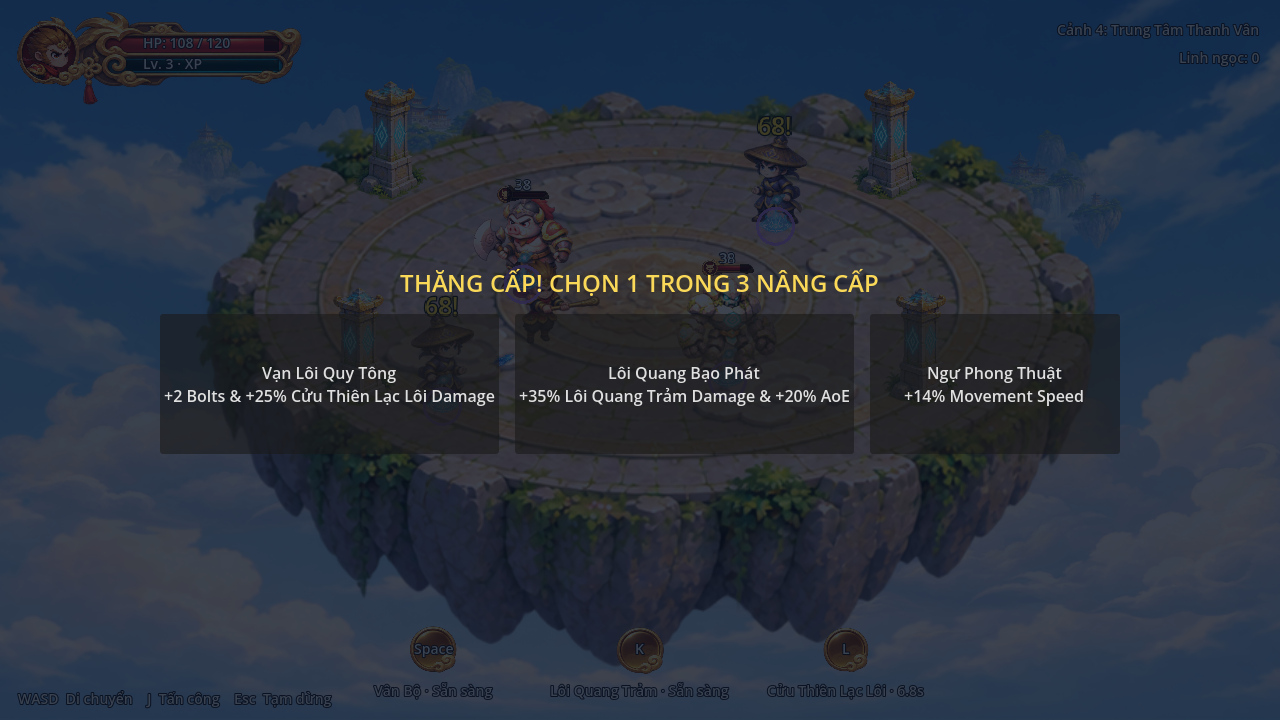 HP: 108 / 120
Lv. 3 · XP
Cảnh 4: Trung Tâm Thanh Vân
Linh ngọc: 0
68!
38
38
THĂNG CẤP! CHỌN 1 TRONG 3 NÂNG CẤP
68!
Vạn Lôi Quy Tông
+2 Bolts & +25% Cửu Thiên Lạc Lôi Damage
Lôi Quang Bạo Phát
+35% Lôi Quang Trảm Damage & +20% AoE
Ngự Phong Thuật
+14% Movement Speed
Space
K
L
Vân Bộ · Sẵn sàng
Lôi Quang Trảm · Sẵn sàng
Cửu Thiên Lạc Lôi · 6.8s
WASD Di chuyển J Tấn công Esc Tạm dừng